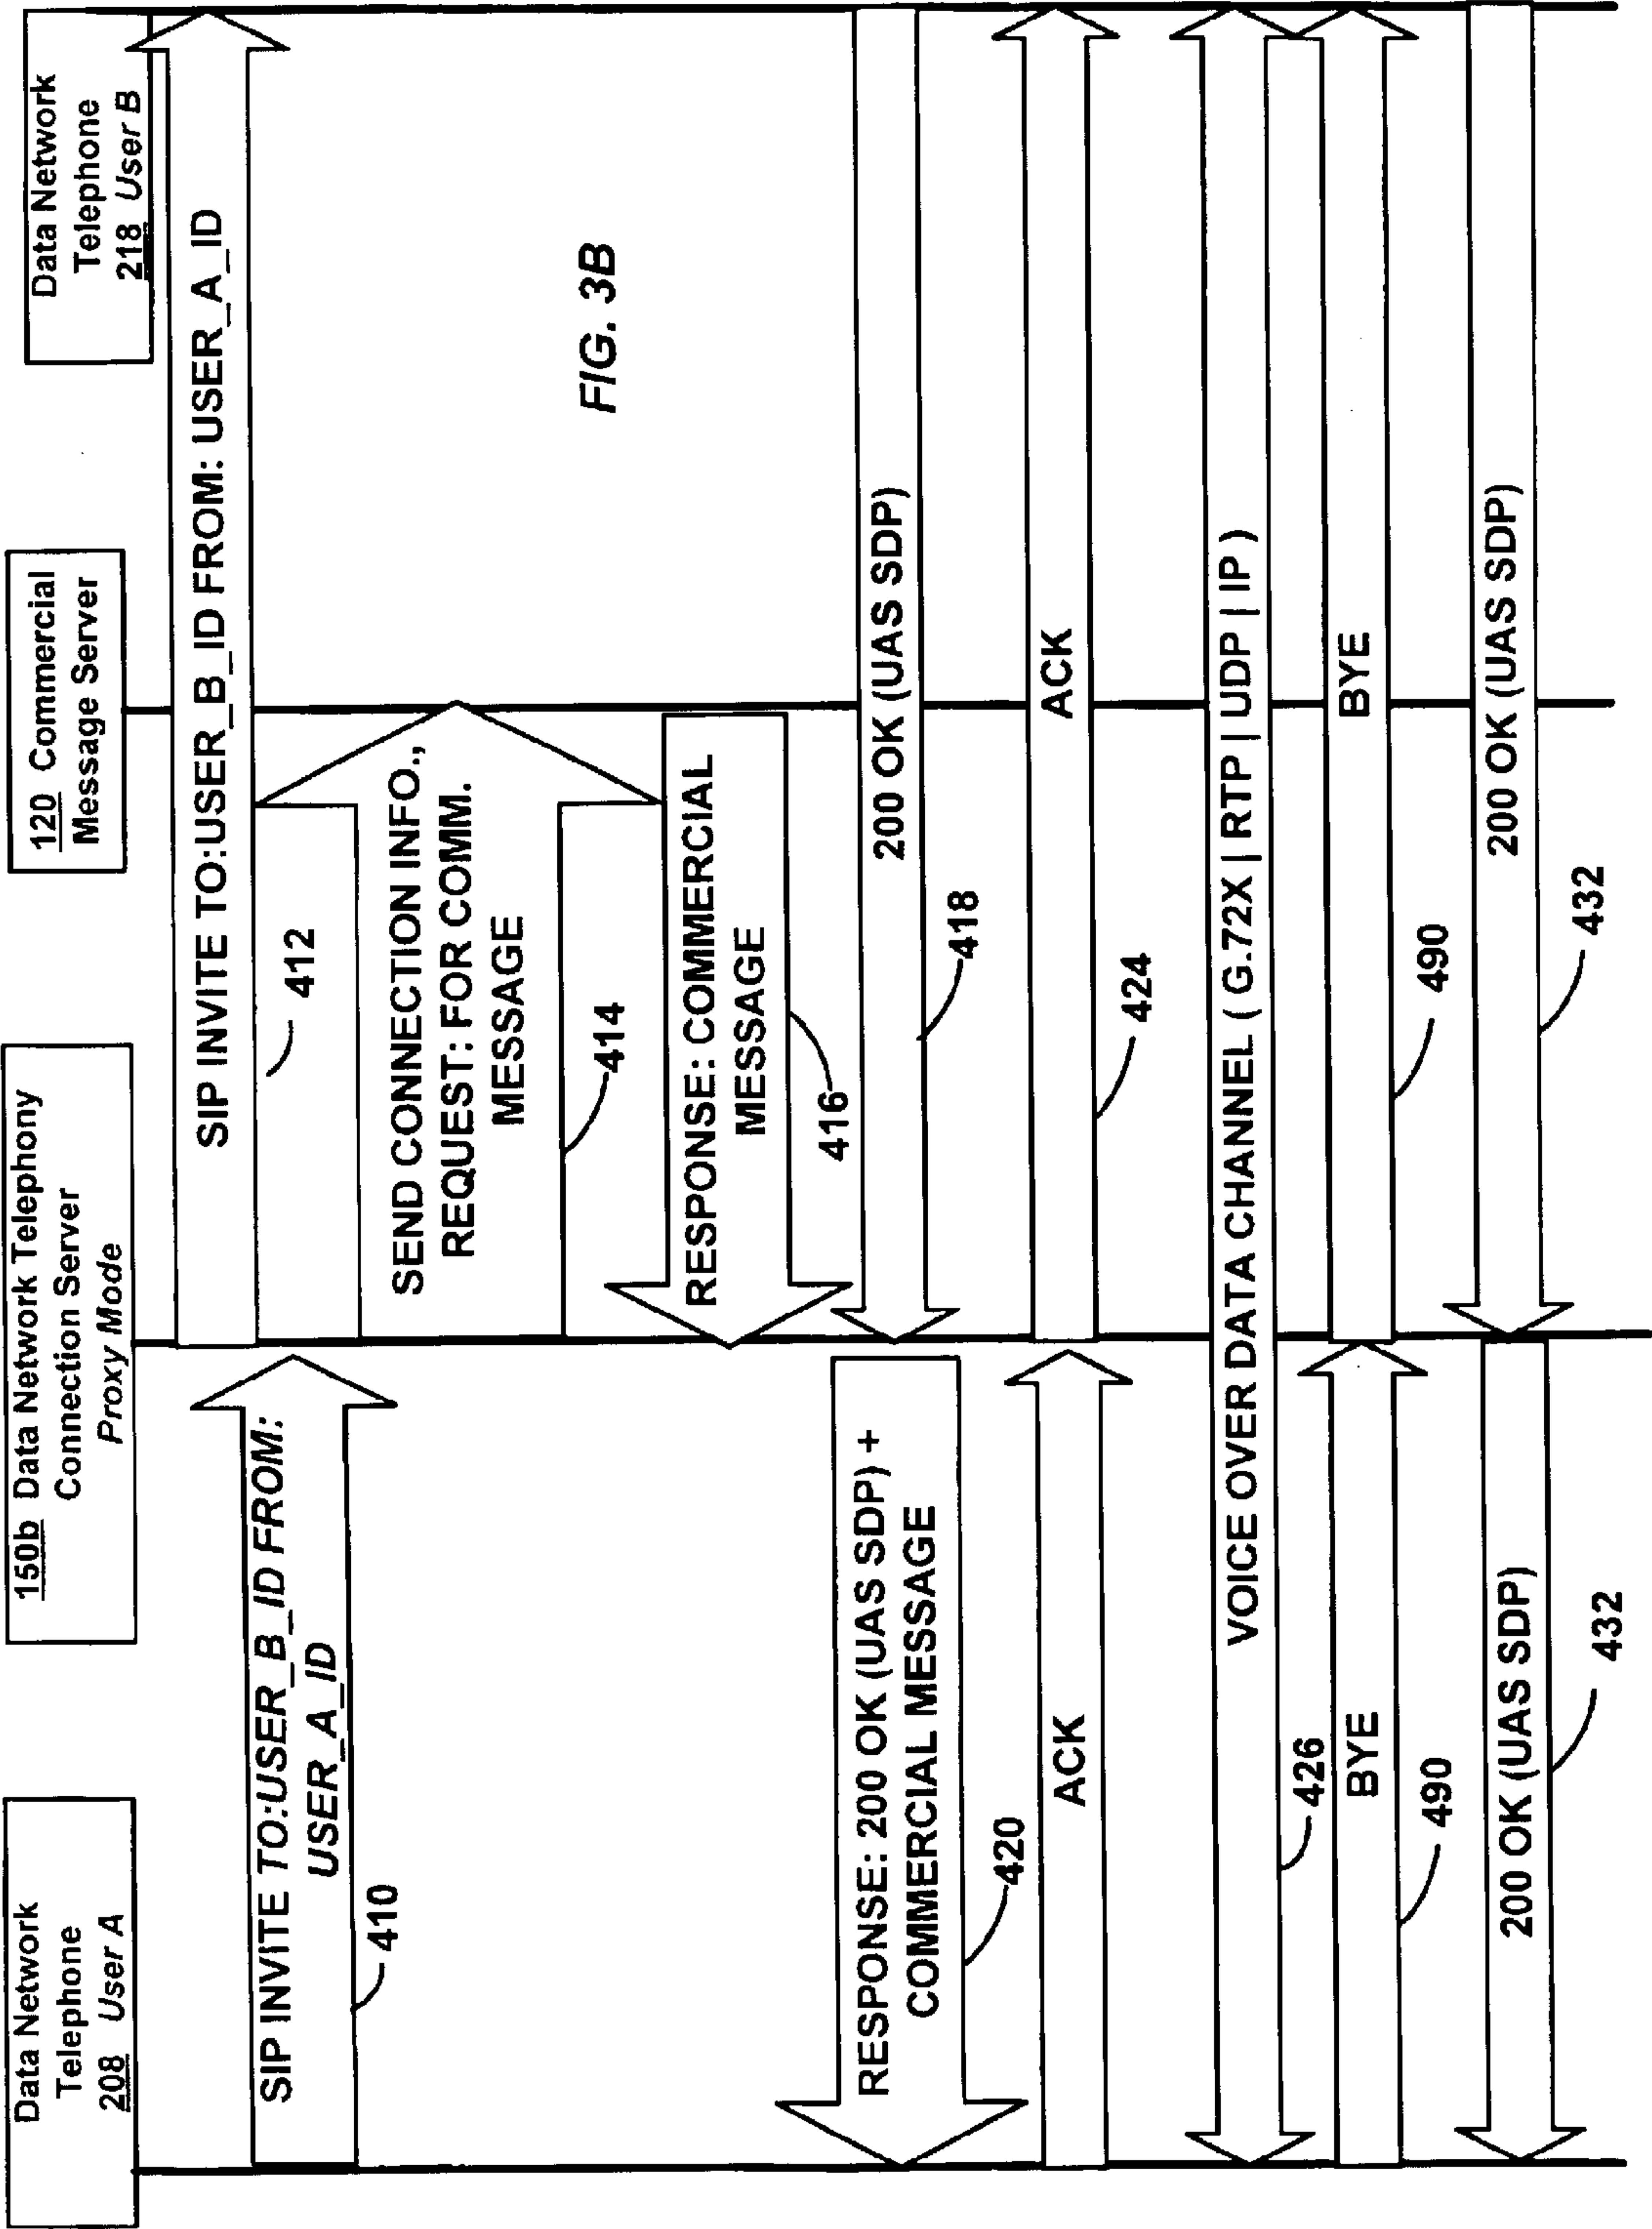 Data Network
Telephone
208 User A
150b Data Network Telephony
Connection Server
Proxy Mode
120 Commercial
Message Server
Data Network
Telephone
218 User B
SIP INVITE TO:USER_B_ID FROM: USER_A_ID
SIP INVITE TO:USER_B_ID FROM:
USER_A_ID
410
412
SEND CONNECTION INFO.,
REQUEST: FOR COMM.
MESSAGE
414
FIG. 3B
RESPONSE: COMMERCIAL
MESSAGE
416
RESPONSE: 200 OK (UAS SDP) +
COMMERCIAL MESSAGE
420
200 OK (UAS SDP)
418
ACK
ACK
424
VOICE OVER DATA CHANNEL ( G.72X | RTP | UDP | IP )
426
BYE
490
BYE
490
200 OK (UAS SDP)
432
200 OK (UAS SDP)
432